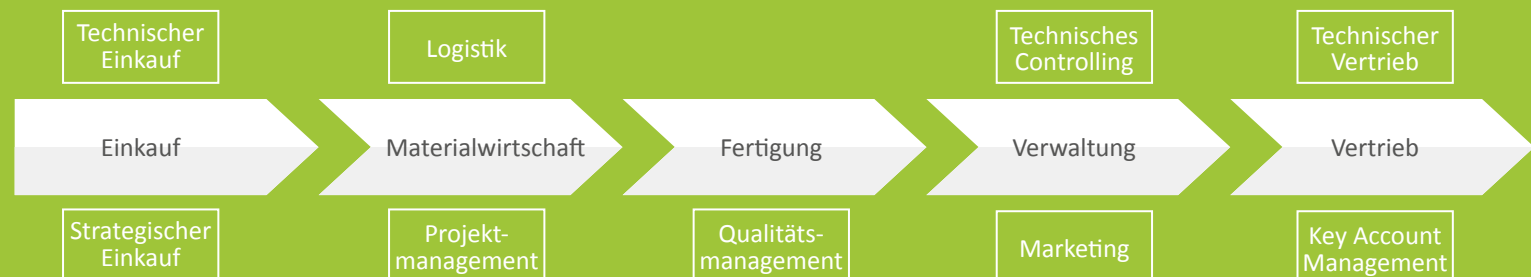 Technischer
Einkauf
Logistik
Technisches
Controlling
Technischer
Vertrieb
Einkauf
Materialwirtschaft
Fertigung
Verwaltung
Vertrieb
Strategischer
Einkauf
Projekt-
management
Qualitäts-
management
Marketing
Key Account
Management